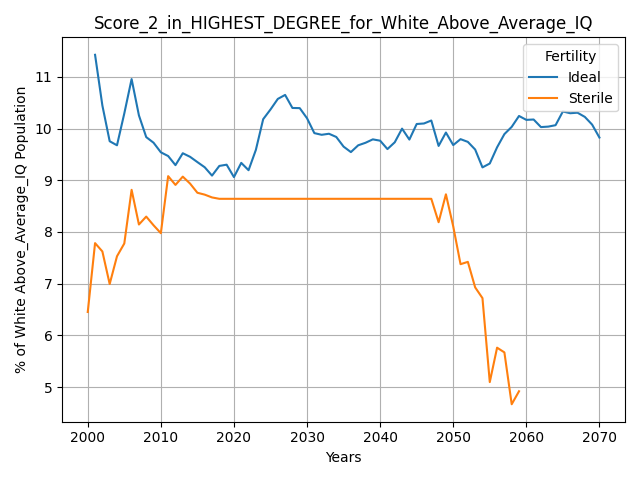 Score_2_in_HIGHEST_DEGREE_for_White_Above_Average_IQ
Fertility
Ideal
Sterile
% of White Above_Average_IQ Population
11
10
9
8
7
6
5
2000 2010 2020 2030 2040 2050 2060 2070
Years